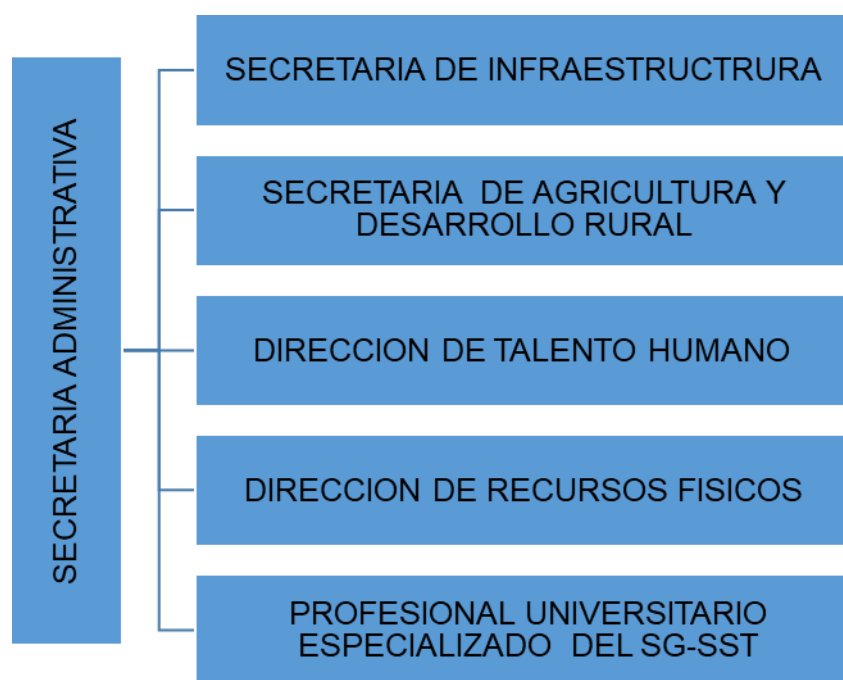 SECRETARIA ADMINISTRATIVA
SECRETARIA DE INFRAESTRUCTRURA
SECRETARIA DE AGRICULTURA Y
DESARROLLO RURAL
DIRECCION DE TALENTO HUMANO
DIRECCION DE RECURSOS FISICOS
PROFESIONAL UNIVERSITARIO
ESPECIALIZADO DEL SG-SST